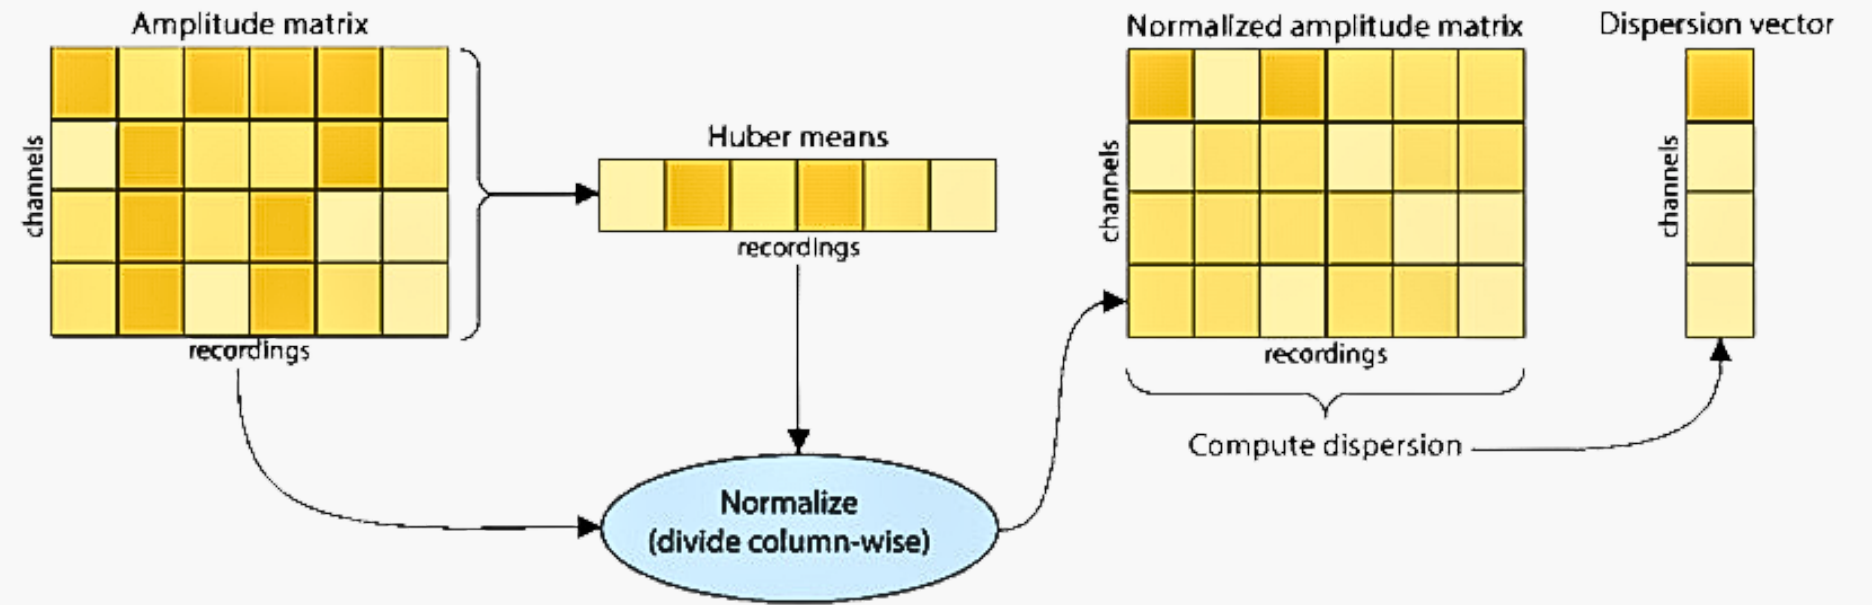 Amplitude matrix
channels
recordings
Huber means
recordings
Normalize
(divide column-wise)
Normalized amplitude matrix
channels
recordings
Compute dispersion
Dispersion vector
channels